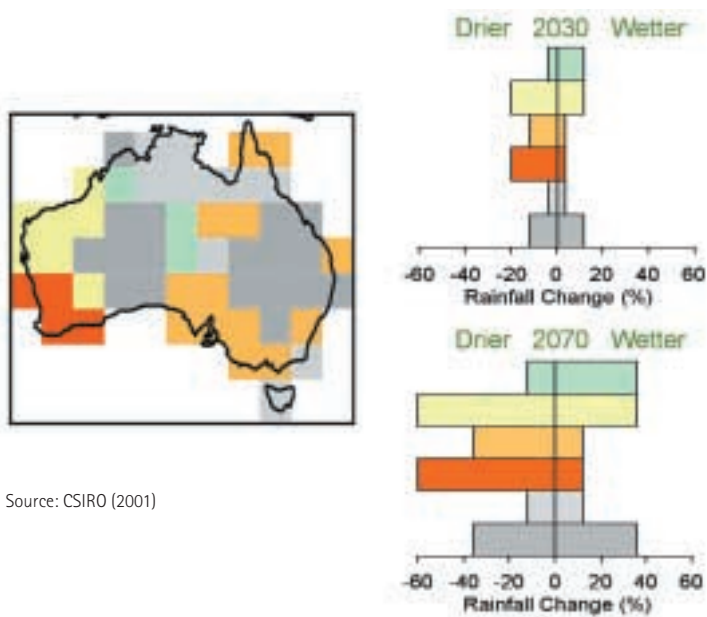 Drier 2030 Wetter
-60 -40 -20 0 20 40 60
Rainfall Change (%)
Drier 2070 Wetter
-60 -40 -20 0 20 40 60
Rainfall Change (%)
Source: CSIRO (2001)